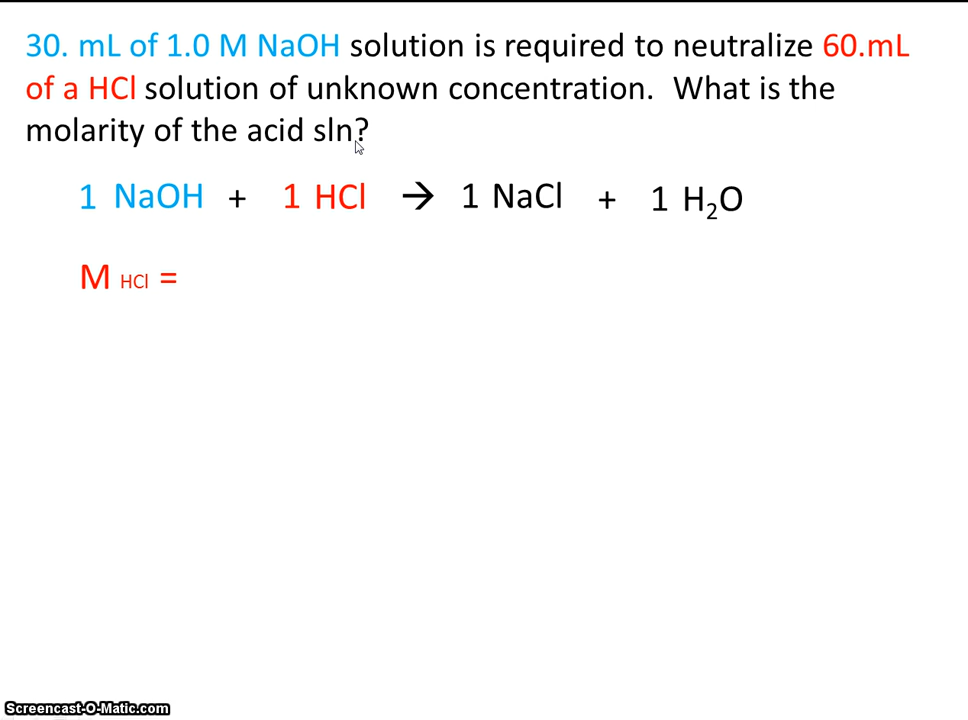 30. mL of 1.0 M NaOH solution is required to neutralize 60.mL
of a HCl solution of unknown concentration.  What is the
molarity of the acid sln?
1 NaOH + 1 HCl → 1 NaCl + 1 H₂O
M HCl =
Screencast-O-Matic.com